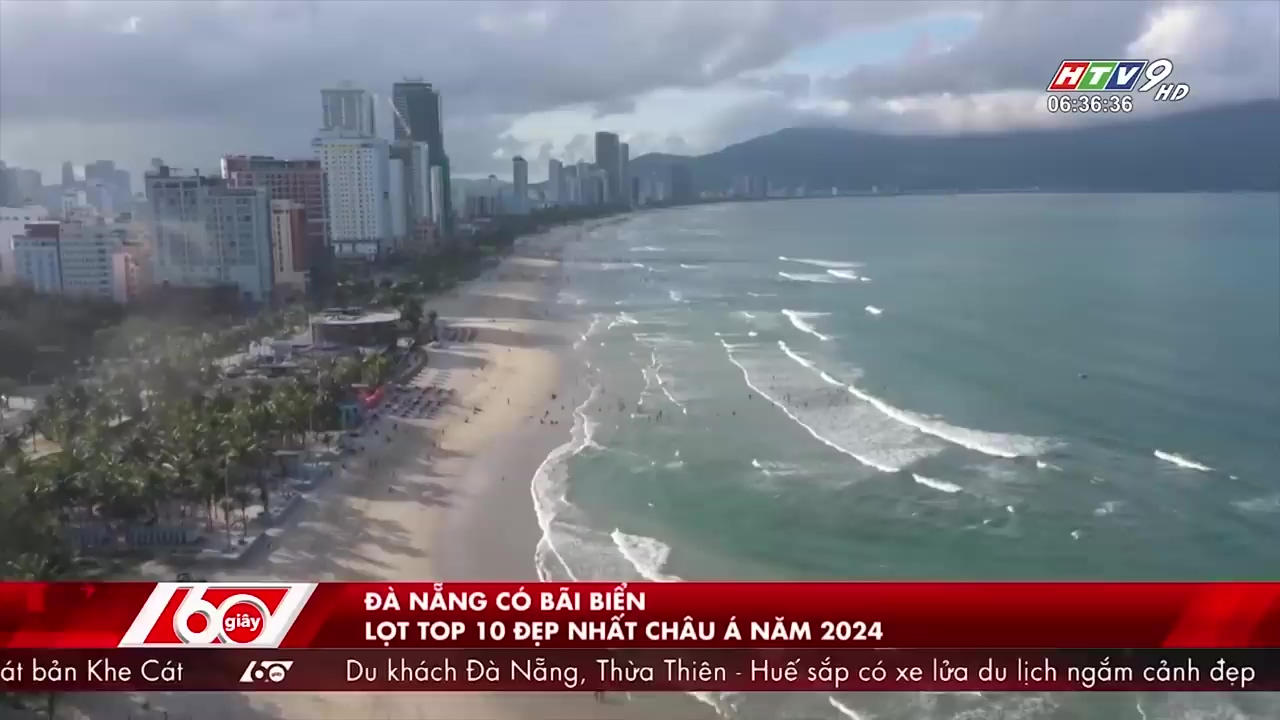 HTV9 HD
06:36:36
60 giây
ĐÀ NẴNG CÓ BÃI BIỂN
LỌT TOP 10 ĐẸP NHẤT CHÂU Á NĂM 2024
át bản Khe Cát 60 giây Du khách Đà Nẵng, Thừa Thiên - Huế sắp có xe lửa du lịch ngắm cảnh đẹp